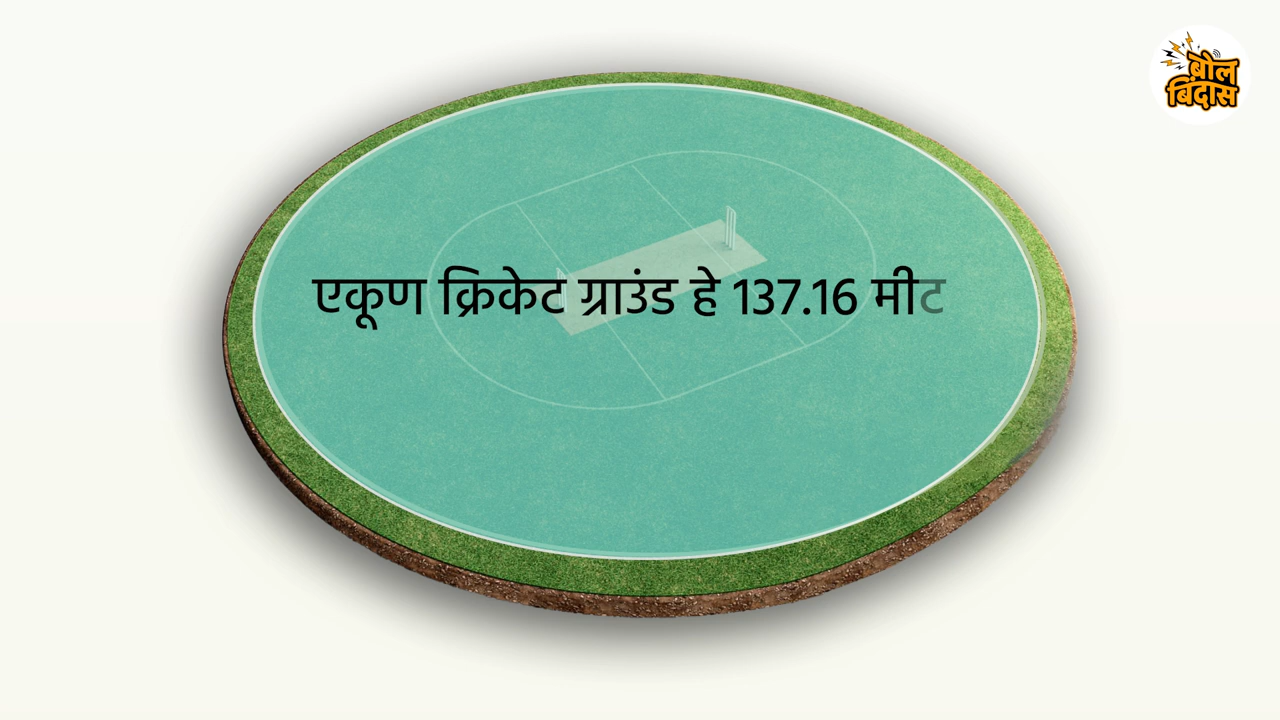 बोल
बिंदास
एकूण क्रिकेट ग्राउंड हे 137.16 मीट